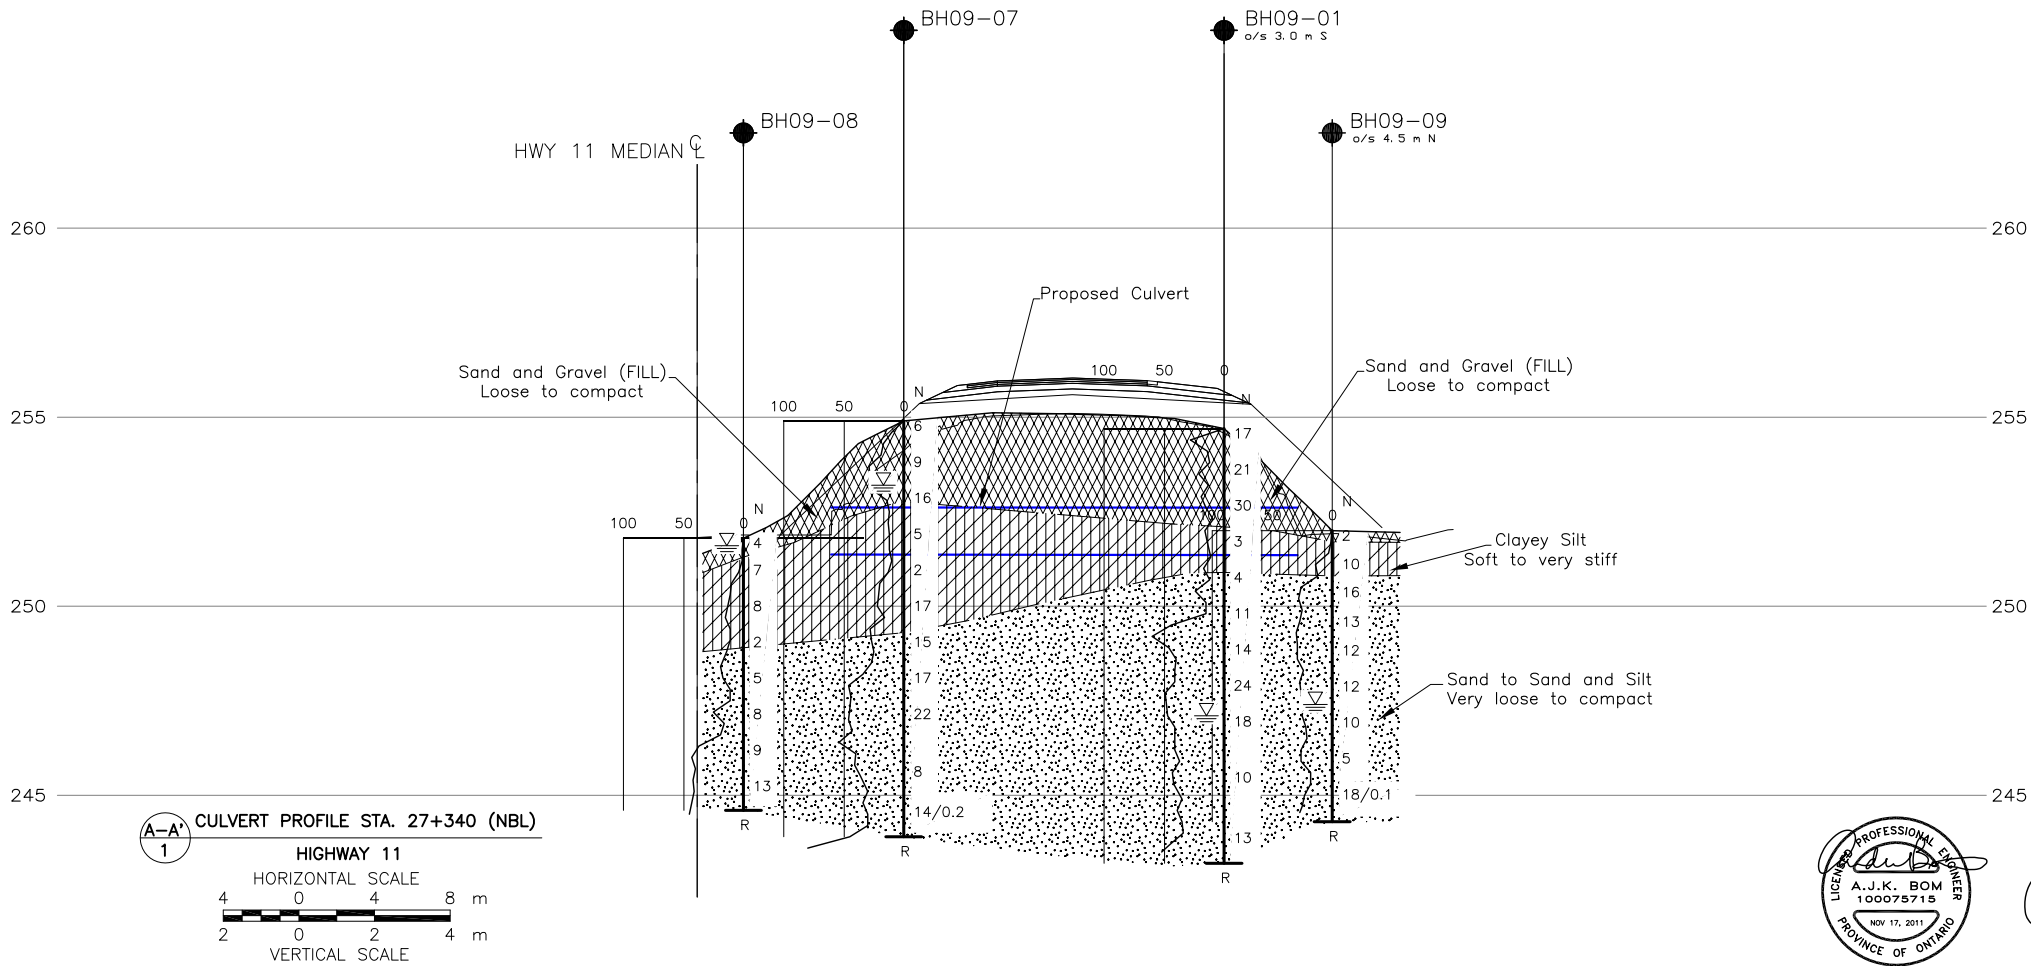 BH09-07
BH09-01
o/s 3.0 m S
BH09-08
BH09-09
o/s 4.5 m N
HWY 11 MEDIAN ℄
260
260
Proposed Culvert
Sand and Gravel (FILL)
Loose to compact
Sand and Gravel (FILL)
Loose to compact
100 50 0 N
100 50 0 N
255
255
6
9
16
5
2
17
15
17
22
8
14/0.2
R
17
21
30
3
4
11
14
24
18
10
13
R
100 50 0 N
4
7
8
2
5
8
9
13
R
100 50 0 N
2
10
16
13
12
12
10
5
18/0.1
R
Clayey Silt
Soft to very stiff
250
250
Sand to Sand and Silt
Very loose to compact
245
245
A-A'
1
CULVERT PROFILE STA. 27+340 (NBL)
HIGHWAY 11
HORIZONTAL SCALE
4 0 4 8 m
2 0 2 4 m
VERTICAL SCALE
LICENSED PROFESSIONAL ENGINEER
A.J.K. BOM
100075715
NOV 17, 2011
PROVINCE OF ONTARIO